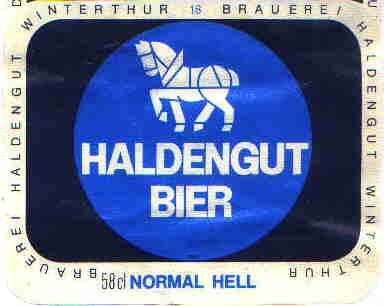 WINTERTHUR 18 BRAUEREI HALDENGUT WINTERTHUR
BRAUEREI HALDENGUT
HALDENGUT
BIER
58cl NORMAL HELL